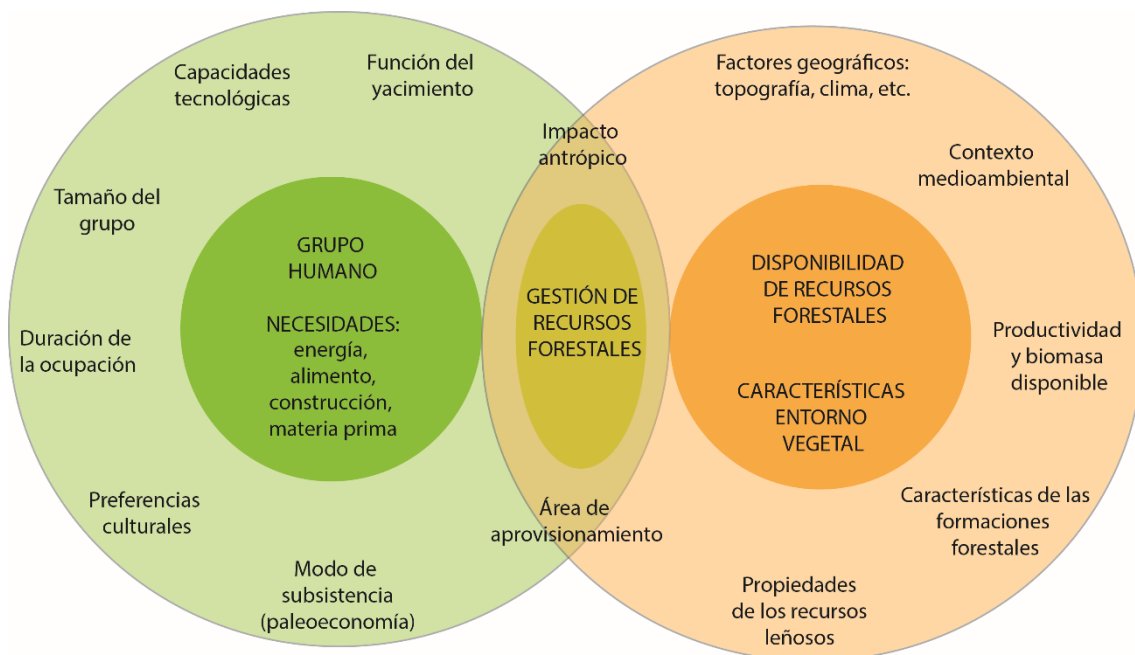 Capacidades
tecnológicas
Función del
yacimiento
Tamaño del
grupo
Duración de
la ocupación
Preferencias
culturales
Modo de
subsistencia
(paleoeconomía)
GRUPO
HUMANO
NECESIDADES:
energía,
alimento,
construcción,
materia prima
Impacto
antrópico
GESTIÓN DE
RECURSOS
FORESTALES
Área de
aprovisionamiento
Factores geográficos:
topografía, clima, etc.
Contexto
medioambiental
DISPONIBILIDAD
DE RECURSOS
FORESTALES
CARACTERÍSTICAS
ENTORNO
VEGETAL
Productividad
y biomasa
disponible
Características de las
formaciones
forestales
Propiedades
de los recursos
leñosos